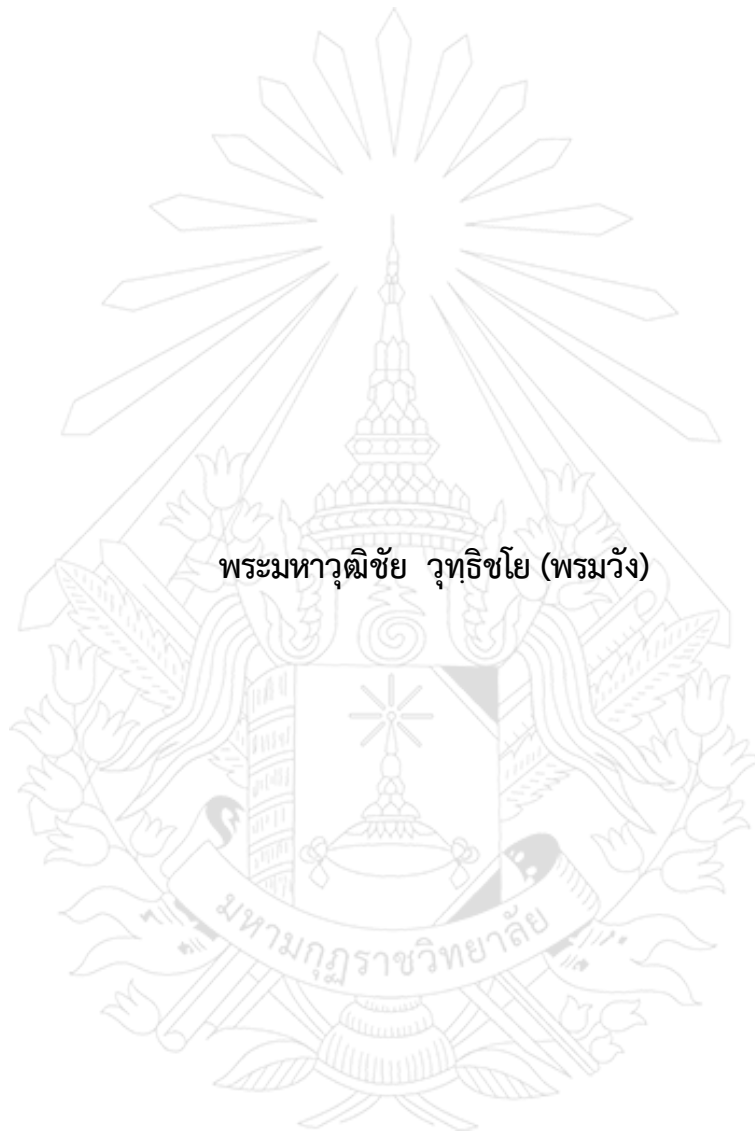 พระมหาวุฒิชัย วุฑฺธิชโย (พรมวัง)
มหามกุฏราชวิทยาลัย